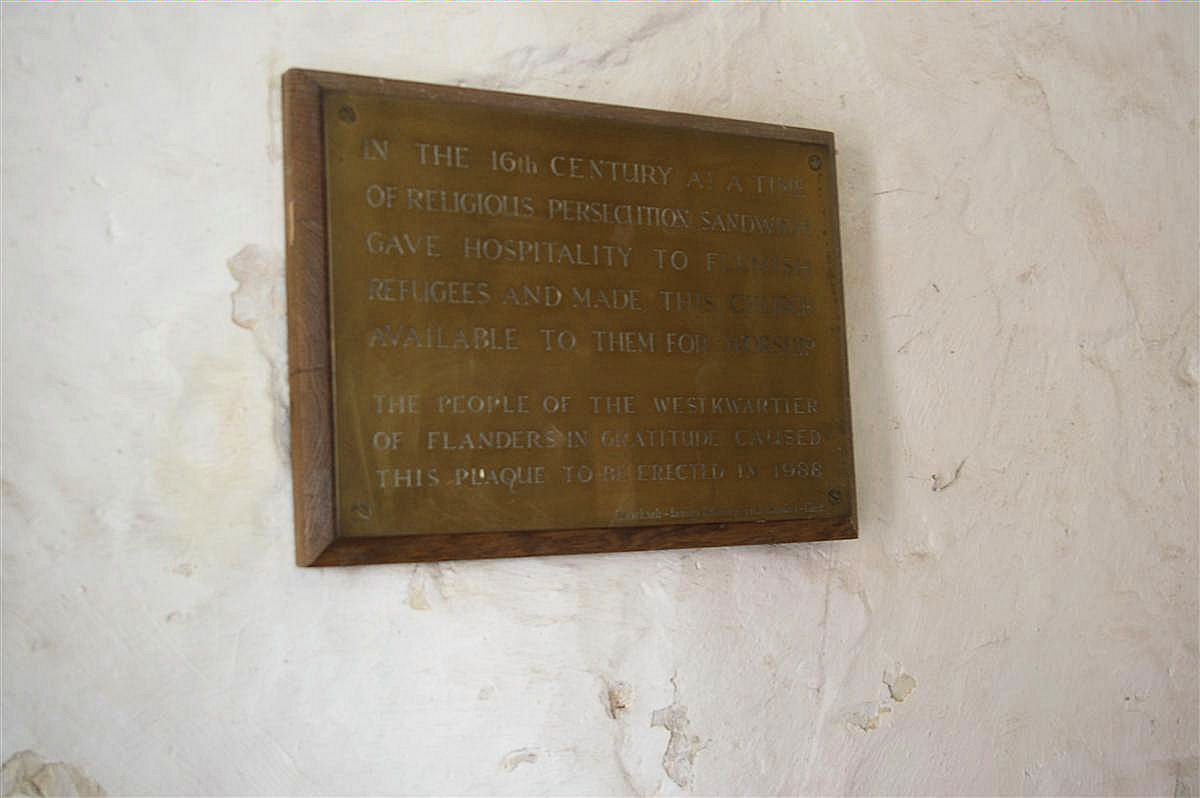 IN THE 16th CENTURY AT A TIME
OF RELIGIOUS PERSECUTION SANDWICH
GAVE HOSPITALITY TO FLEMISH
REFUGEES AND MADE THIS CHURCH
AVAILABLE TO THEM FOR WORSHIP
THE PEOPLE OF THE WESTKWARTIER
OF FLANDERS IN GRATITUDE CAUSED
THIS PLAQUE TO BE ERECTED IN 1988